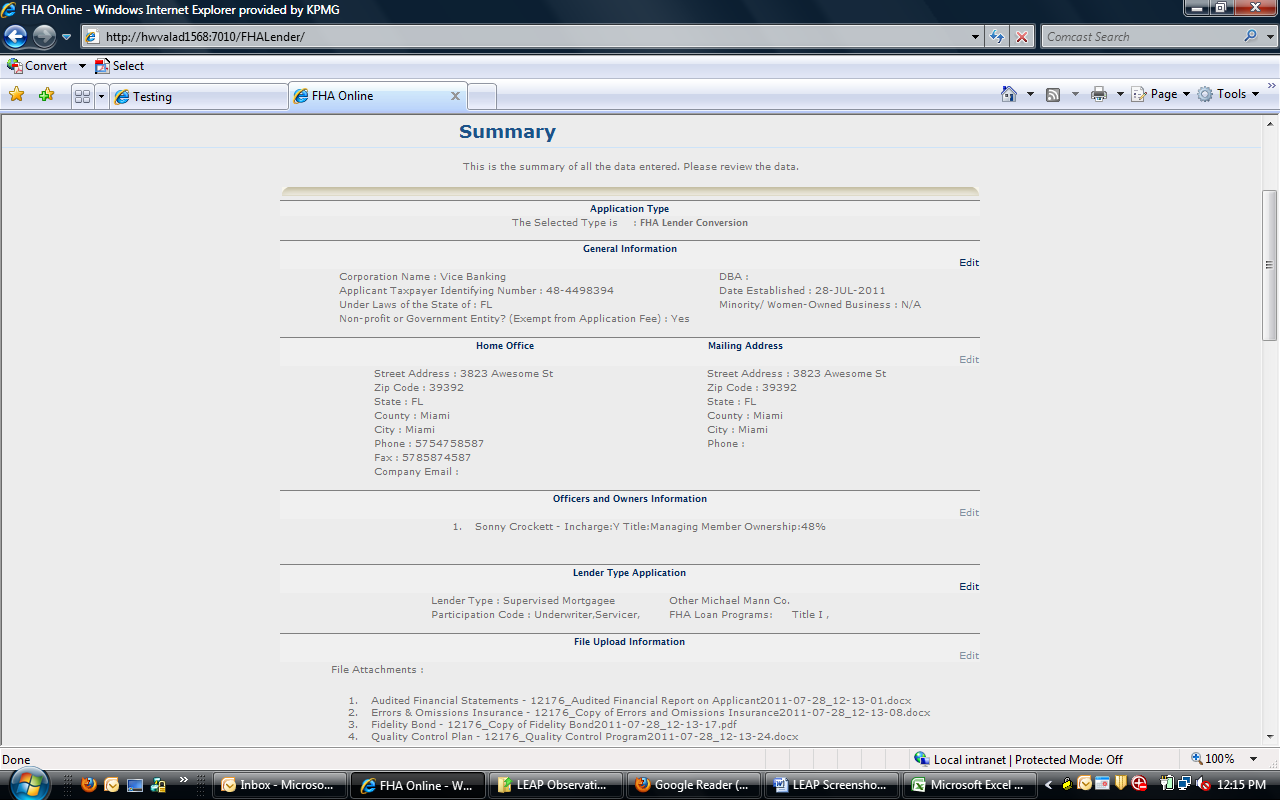 FHA Online - Windows Internet Explorer provided by KPMG
http://hwvalad1568:7010/FHALender/
Comcast Search
Convert Select
Testing FHA Online Page Tools
Summary
This is the summary of all the data entered. Please review the data.
Application Type
The Selected Type is : FHA Lender Conversion
General Information
Edit
Corporation Name : Vice Banking DBA :
Applicant Taxpayer Identifying Number : 48-4498394 Date Established : 28-JUL-2011
Under Laws of the State of : FL Minority/ Women-Owned Business : N/A
Non-profit or Government Entity? (Exempt from Application Fee) : Yes
Home Office Mailing Address
Edit
Street Address : 3823 Awesome St Street Address : 3823 Awesome St
Zip Code : 39392 Zip Code : 39392
State : FL State : FL
County : Miami County : Miami
City : Miami City : Miami
Phone : 5754758587 Phone :
Fax : 5785874587
Company Email :
Officers and Owners Information
Edit
1. Sonny Crockett - Incharge:Y Title:Managing Member Ownership:48%
Lender Type Application
Edit
Lender Type : Supervised Mortgagee Other Michael Mann Co.
Participation Code : Underwriter,Servicer, FHA Loan Programs: Title I ,
File Upload Information
Edit
File Attachments :
1. Audited Financial Statements - 12176_Audited Financial Report on Applicant2011-07-28_12-13-01.docx
2. Errors & Omissions Insurance - 12176_Copy of Errors and Omissions Insurance2011-07-28_12-13-08.docx
3. Fidelity Bond - 12176_Copy of Fidelity Bond2011-07-28_12-13-17.pdf
4. Quality Control Plan - 12176_Quality Control Program2011-07-28_12-13-24.docx
Done Local intranet | Protected Mode: Off 100%
Inbox - Microso... FHA Online - W... LEAP Observati... Google Reader (... LEAP Screensho... Microsoft Excel ... 12:15 PM